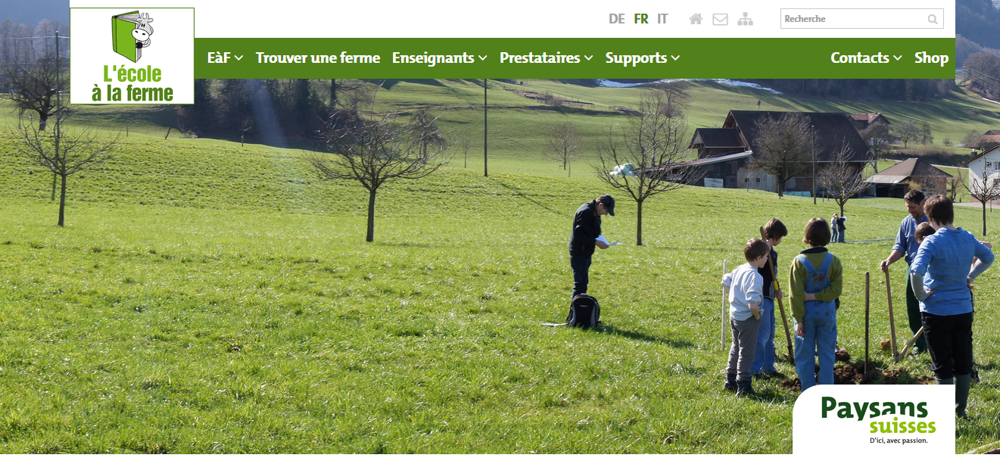 DE FR IT
Recherche
L'école
à la ferme
EàF Trouver une ferme Enseignants Prestataires Supports Contacts Shop
Paysans
suisses
D'ici, avec passion.